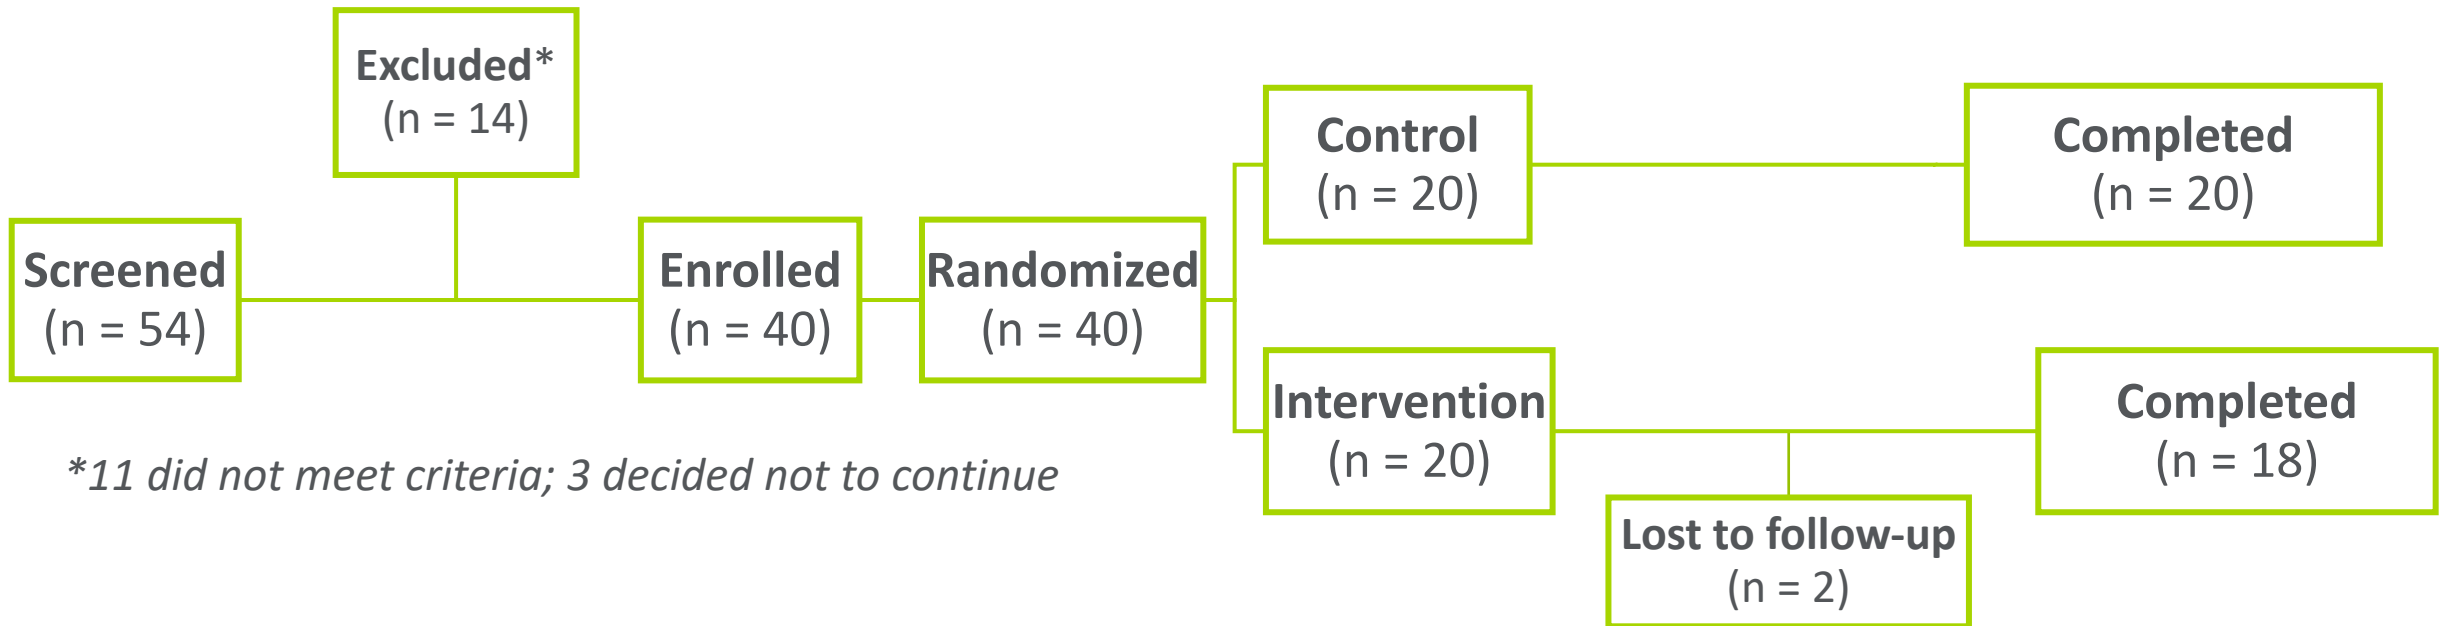 Excluded*
(n = 14)
Screened
(n = 54)
Enrolled
(n = 40)
Randomized
(n = 40)
Control
(n = 20)
Completed
(n = 20)
Intervention
(n = 20)
Lost to follow-up
(n = 2)
Completed
(n = 18)
*11 did not meet criteria; 3 decided not to continue